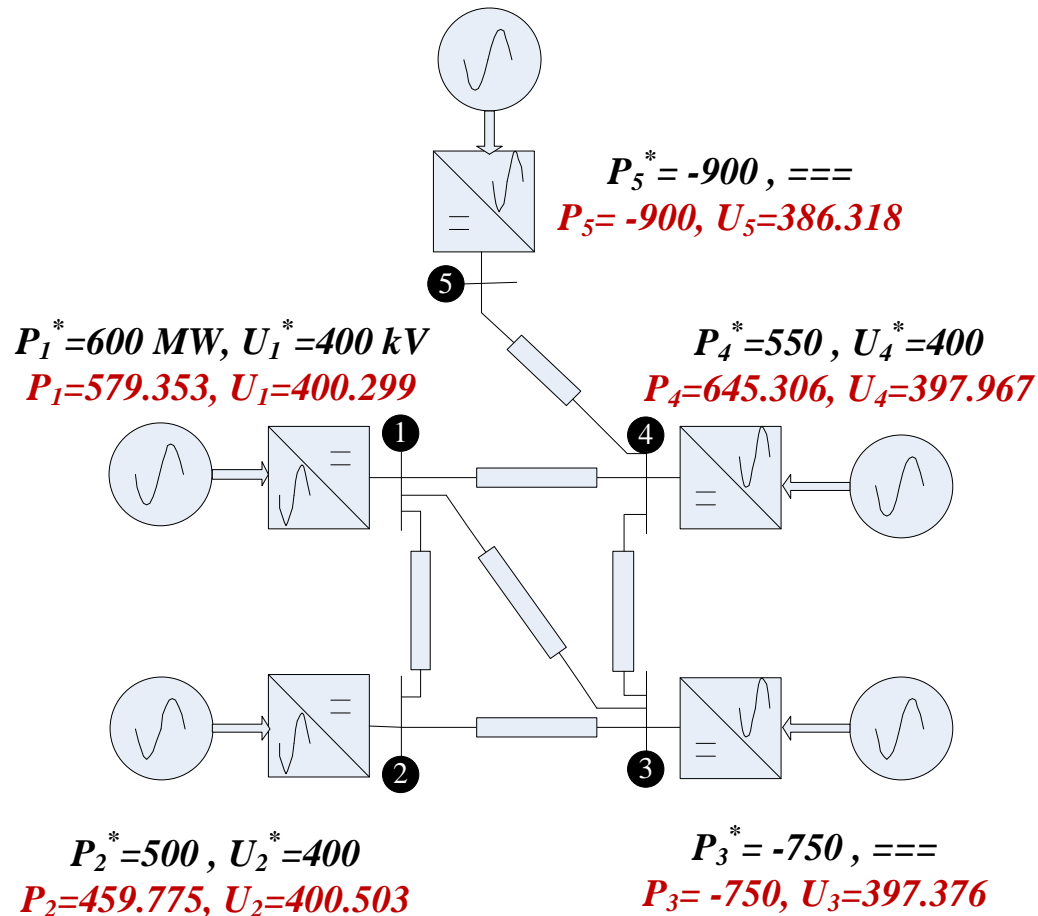 P5*= -900 , ===
P5= -900, U5=386.318
5
P1*=600 MW, U1*=400 kV
P1=579.353, U1=400.299
P4*=550 , U4*=400
P4=645.306, U4=397.967
1
4
2
3
P2*=500 , U2*=400
P2=459.775, U2=400.503
P3*= -750 , ===
P3= -750, U3=397.376